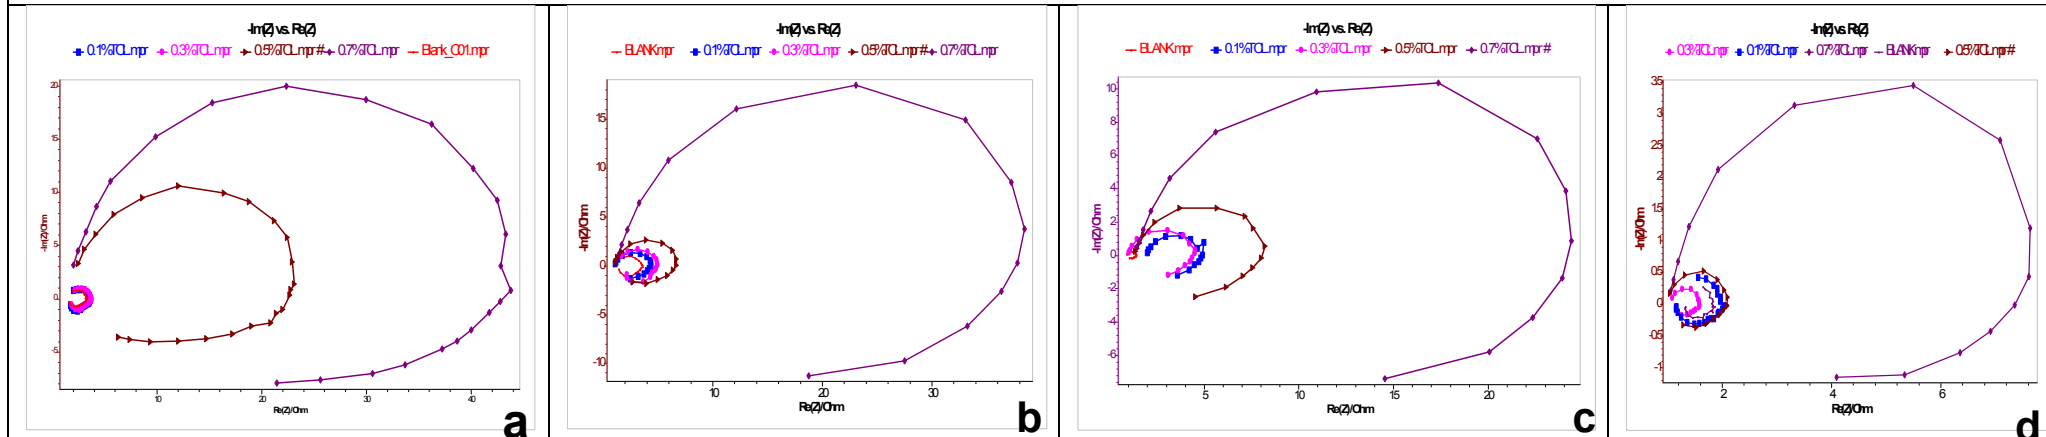 -Im(Z) vs. Re(Z)
0.1%TCL.mpr 0.3%TCL.mpr 0.5%TCL.mpr # 0.7%TCL.mpr Blank_C01.mpr
20
15
10
5
0
-5
-Im(Z)/Ohm
10 20 30 40
Re(Z)/Ohm
a
-Im(Z) vs. Re(Z)
BLANK.mpr 0.1%TCL.mpr 0.3%TCL.mpr 0.5%TCL.mpr # 0.7%TCL.mpr
15
10
5
0
-5
-10
-Im(Z)/Ohm
10 20 30
Re(Z)/Ohm
b
-Im(Z) vs. Re(Z)
BLANK.mpr 0.1%TCL.mpr 0.3%TCL.mpr 0.5%TCL.mpr 0.7%TCL.mpr #
10
8
6
4
2
0
-2
-4
-6
-Im(Z)/Ohm
5 10 15 20
Re(Z)/Ohm
c
-Im(Z) vs. Re(Z)
0.3%TCL.mpr 0.1%TCL.mpr 0.7%TCL.mpr BLANK.mpr 0.5%TCL.mpr #
3.5
3
2.5
2
1.5
1
0.5
0
-0.5
-1
-Im(Z)/Ohm
2 4 6
Re(Z)/Ohm
d